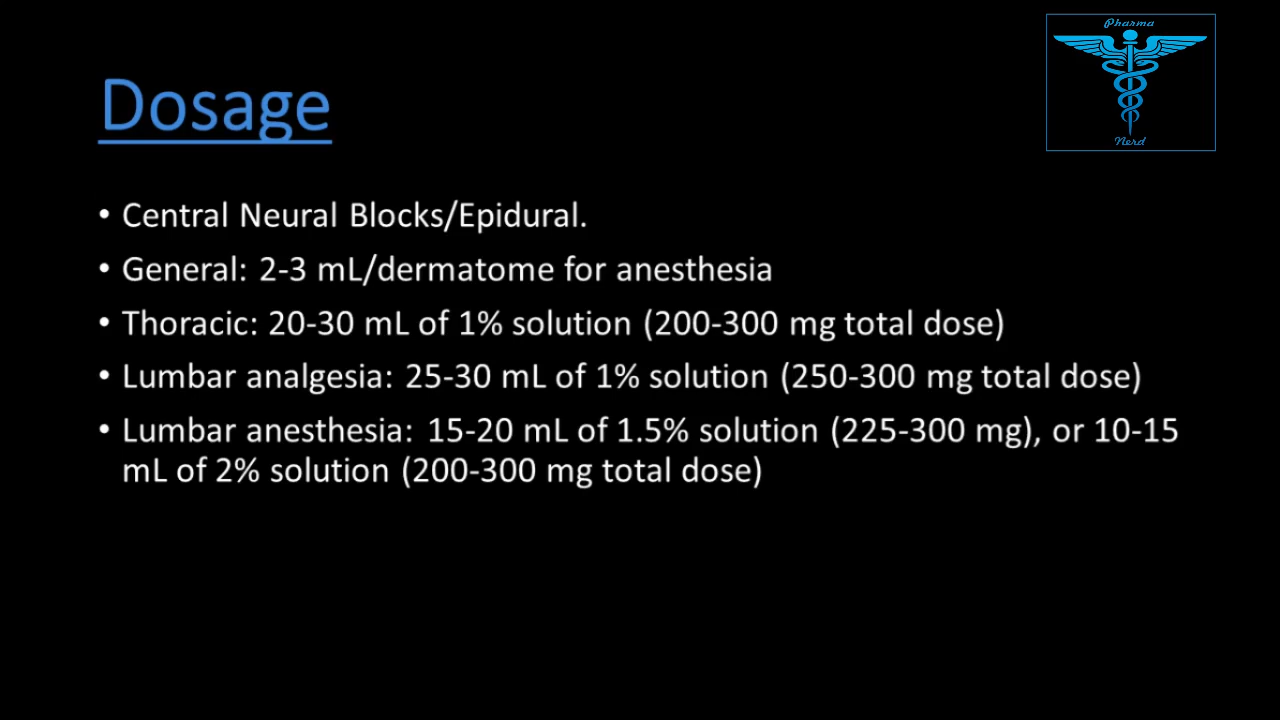 Pharma
Nerd
Dosage
• Central Neural Blocks/Epidural.
• General: 2-3 mL/dermatome for anesthesia
• Thoracic: 20-30 mL of 1% solution (200-300 mg total dose)
• Lumbar analgesia: 25-30 mL of 1% solution (250-300 mg total dose)
• Lumbar anesthesia: 15-20 mL of 1.5% solution (225-300 mg), or 10-15
mL of 2% solution (200-300 mg total dose)